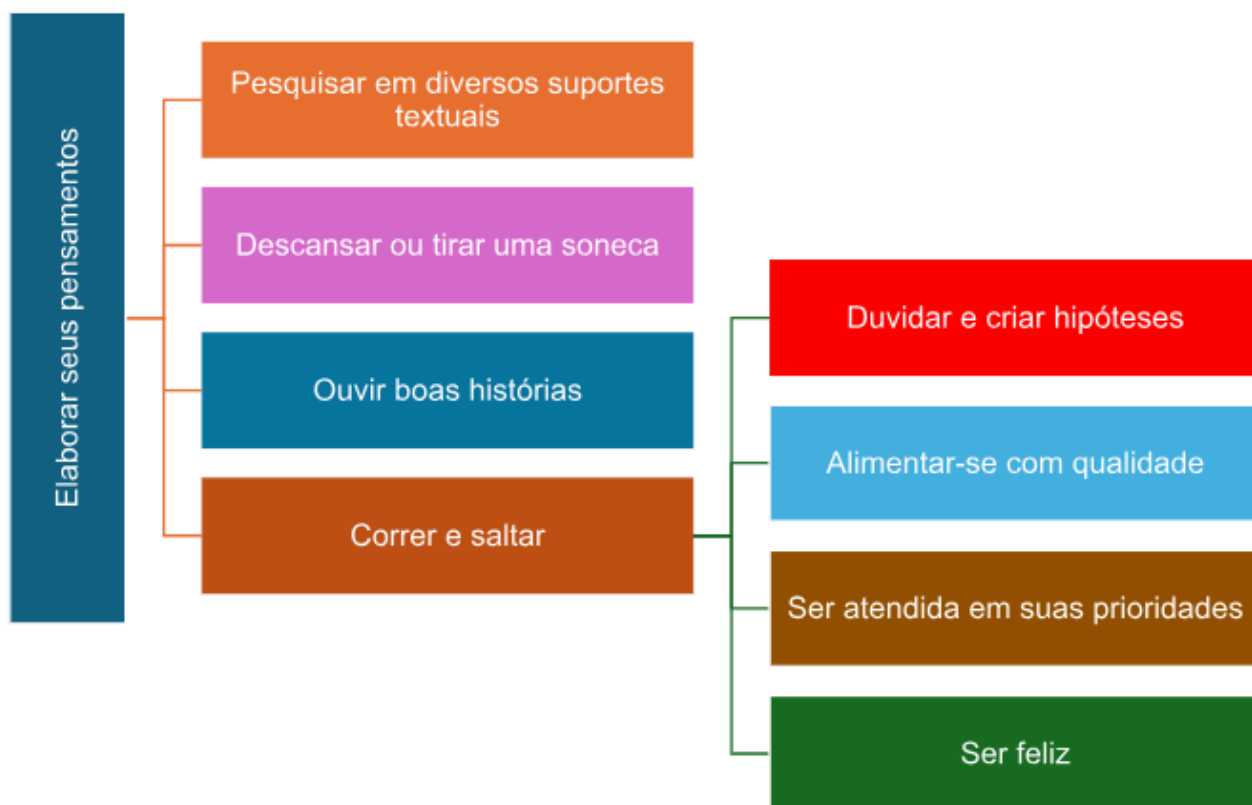 Elaborar seus pensamentos
Pesquisar em diversos suportes
textuais
Descansar ou tirar uma soneca
Ouvir boas histórias
Correr e saltar
Duvidar e criar hipóteses
Alimentar-se com qualidade
Ser atendida em suas prioridades
Ser feliz